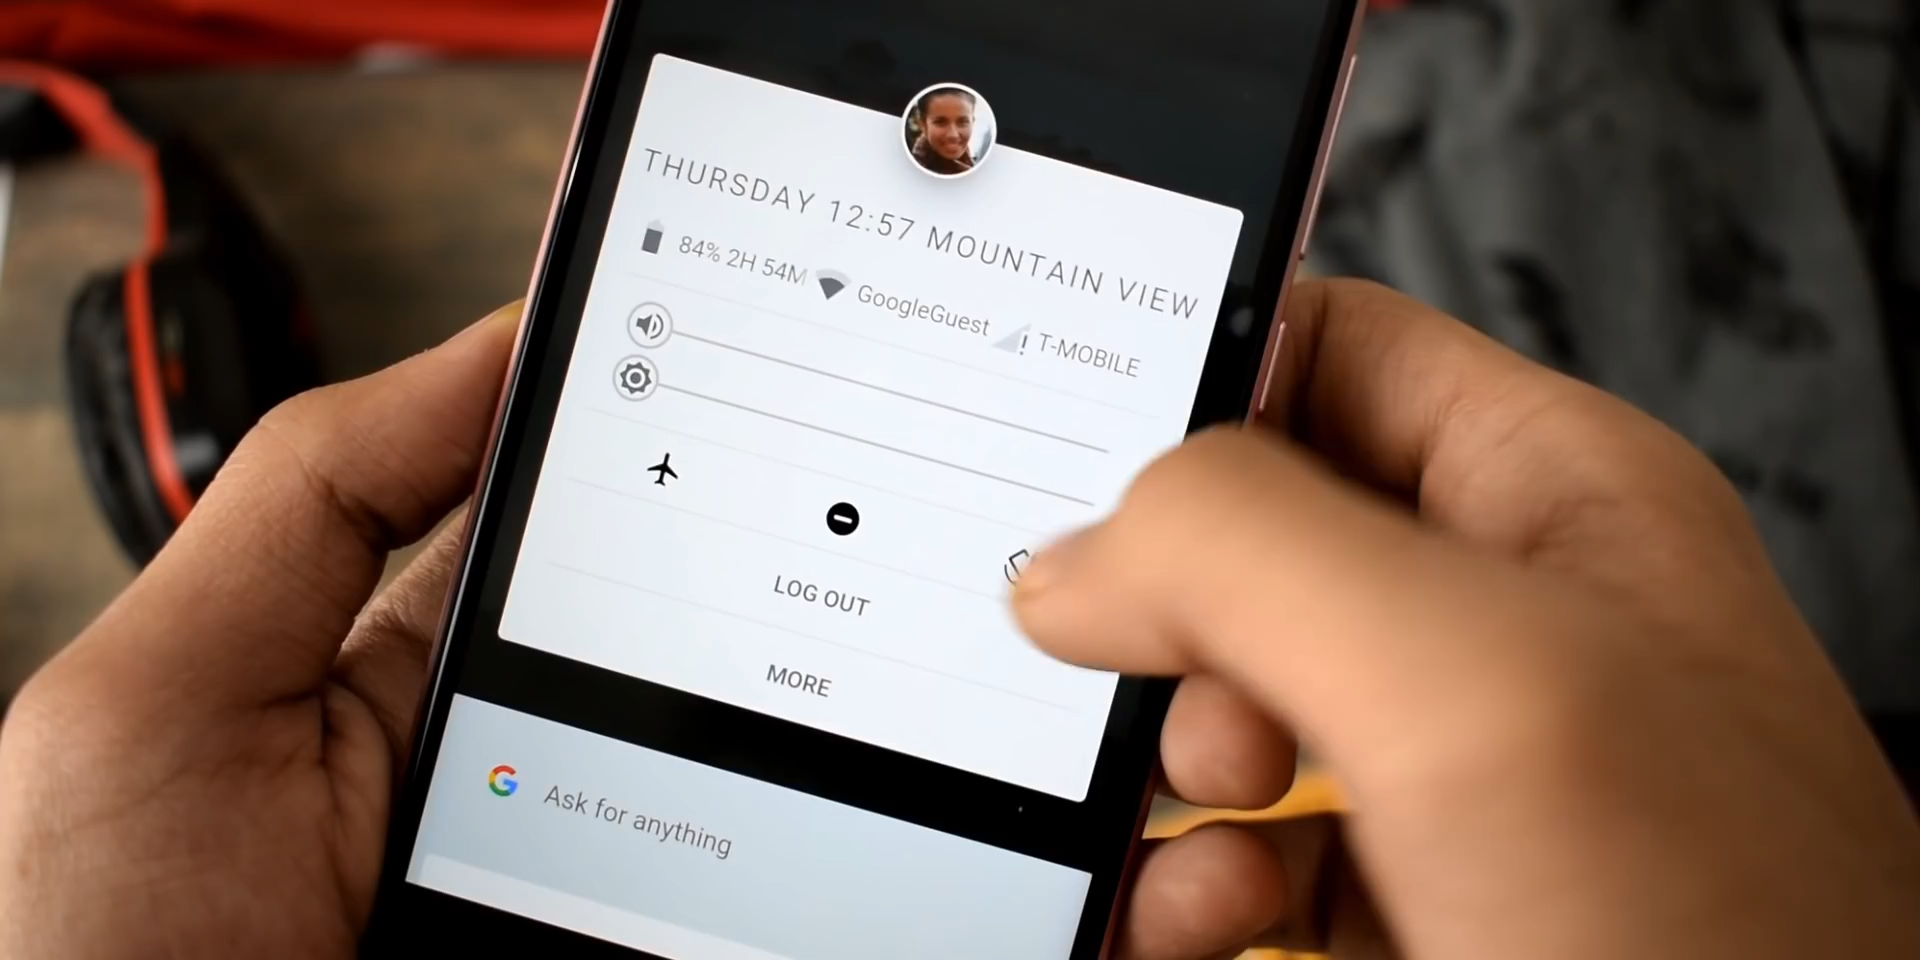 THURSDAY 12:57 MOUNTAIN VIEW
84% 2H 54M GoogleGuest T-MOBILE
LOG OUT
MORE
G Ask for anything